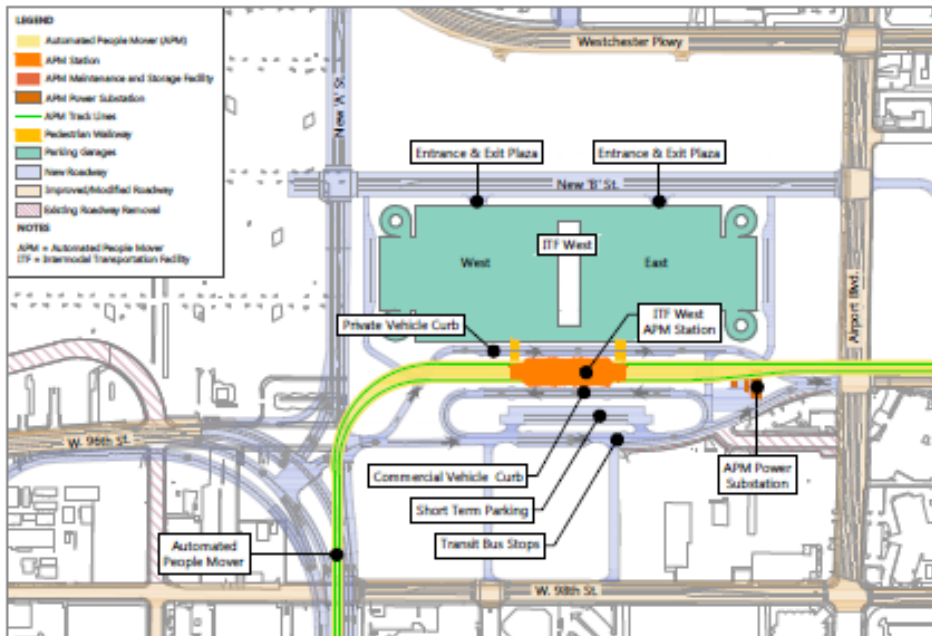 LEGEND
Automated People Mover (APM)
APM Station
APM Maintenance and Storage Facility
APM Power Substation
APM Track Lines
Pedestrian Walkway
Parking Garages
New Roadway
Improved/Modified Roadway
Existing Roadway Removal
NOTES
APM = Automated People Mover
ITF = Intermodal Transportation Facility
Westchester Pkwy
New 'A' St.
Entrance & Exit Plaza
Entrance & Exit Plaza
New 'B' St.
ITF West
West
East
Airport Blvd.
Private Vehicle Curb
ITF West
APM Station
W. 96th St.
Commercial Vehicle Curb
APM Power
Substation
Short Term Parking
Transit Bus Stops
Automated
People Mover
W. 98th St.